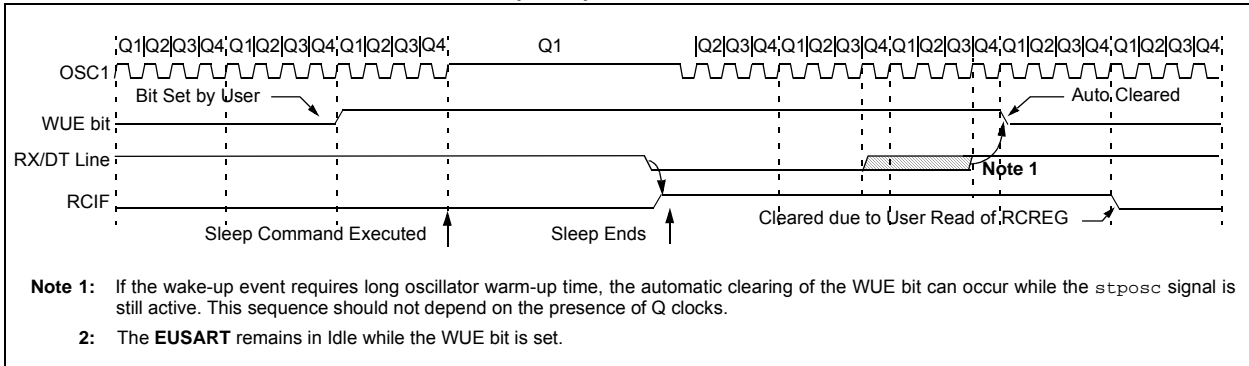 Q1|Q2|Q3|Q4 Q1|Q2|Q3|Q4 Q1|Q2|Q3|Q4 Q1 Q2|Q3|Q4 Q1|Q2|Q3|Q4 Q1|Q2|Q3|Q4 Q1|Q2|Q3|Q4 Q1|Q2|Q3|Q4
OSC1
Bit Set by User Auto Cleared
WUE bit
RX/DT Line
Note 1
RCIF
Cleared due to User Read of RCREG
Sleep Command Executed Sleep Ends
Note 1: If the wake-up event requires long oscillator warm-up time, the automatic clearing of the WUE bit can occur while the stposc signal is
still active. This sequence should not depend on the presence of Q clocks.
2: The EUSART remains in Idle while the WUE bit is set.